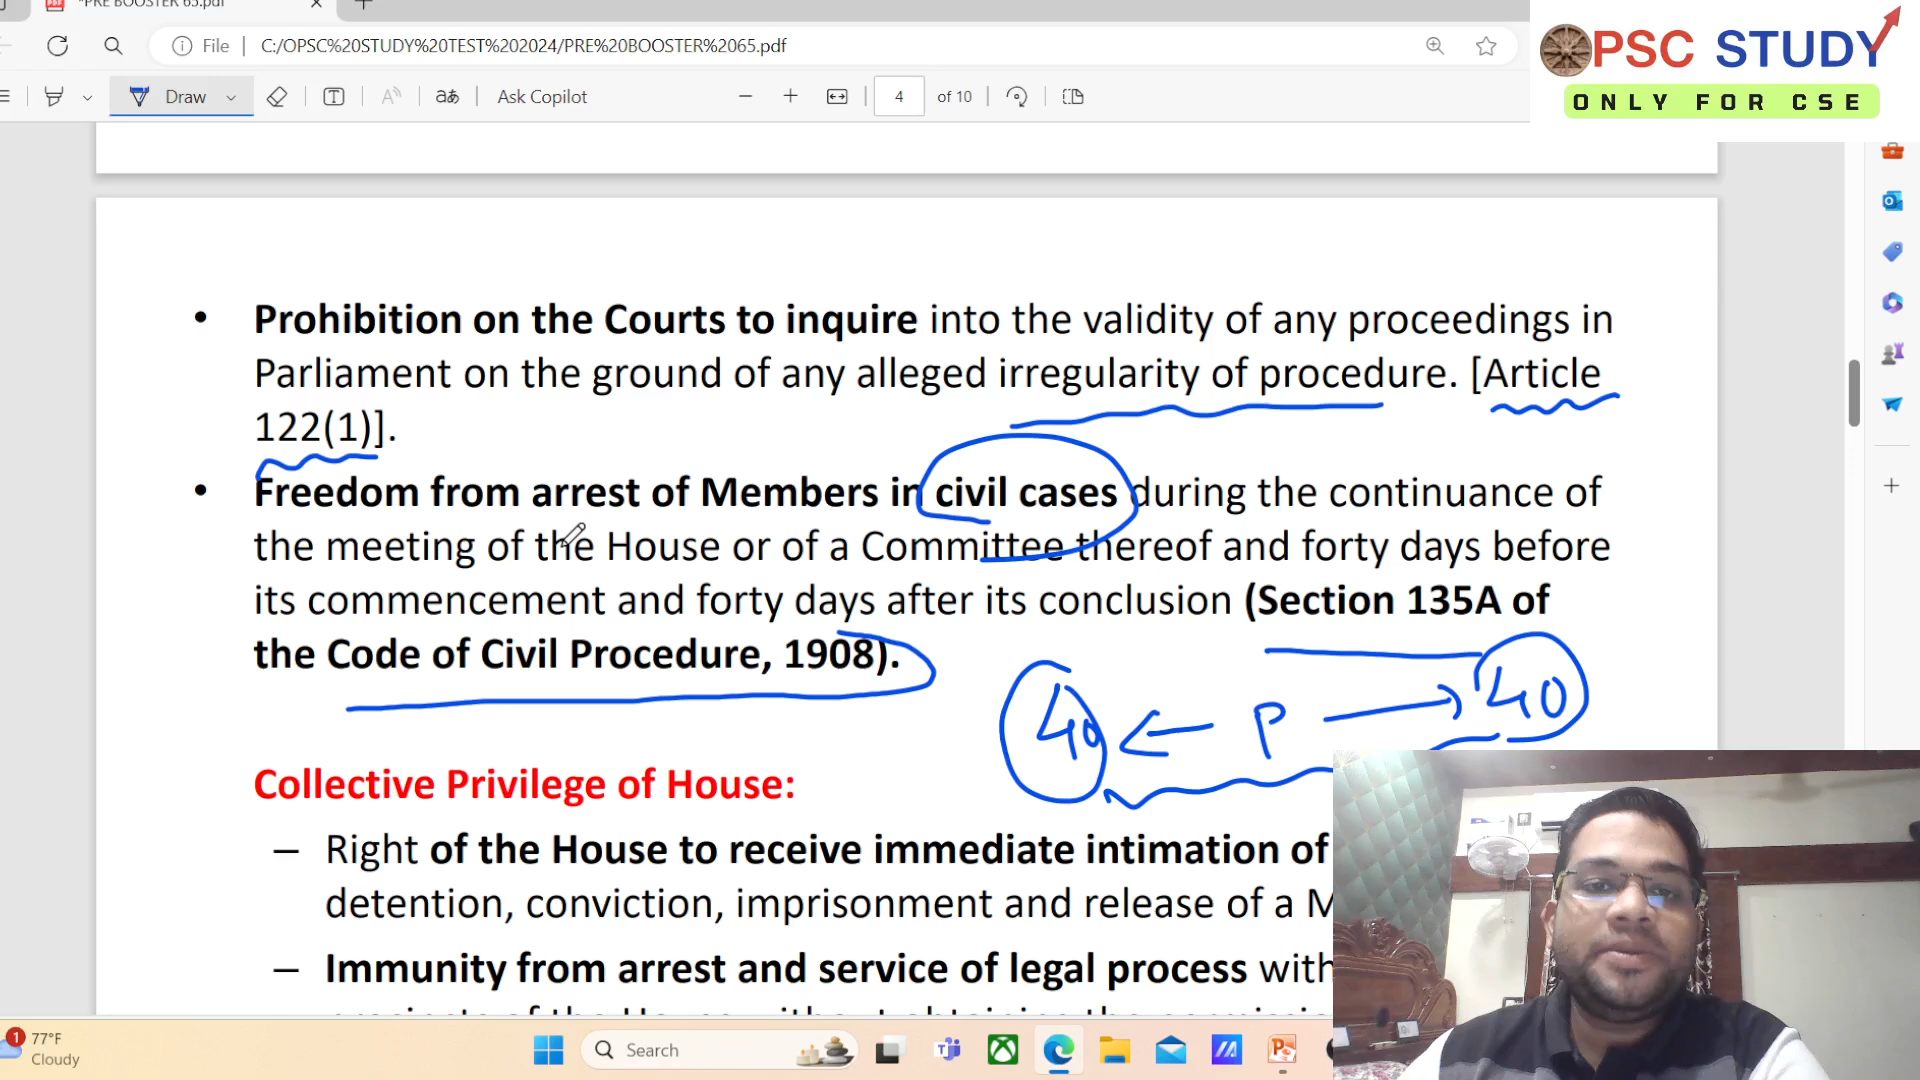 *PRE BOOSTER 65.pdf
File
C:/OPSC%20STUDY%20TEST%202024/PRE%20BOOSTER%2065.pdf
PSC STUDY
ONLY FOR CSE
Draw
Ask Copilot
4 of 10
• Prohibition on the Courts to inquire into the validity of any proceedings in
Parliament on the ground of any alleged irregularity of procedure. [Article
122(1)].
• Freedom from arrest of Members in civil cases during the continuance of
the meeting of the House or of a Committee thereof and forty days before
its commencement and forty days after its conclusion (Section 135A of
the Code of Civil Procedure, 1908).
40 ← P → 40
Collective Privilege of House:
– Right of the House to receive immediate intimation of
detention, conviction, imprisonment and release of a M
– Immunity from arrest and service of legal process with
1
77°F
Cloudy
Search